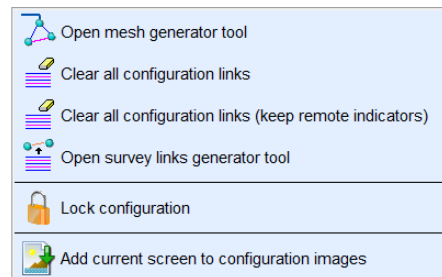 Open mesh generator tool
Clear all configuration links
Clear all configuration links (keep remote indicators)
Open survey links generator tool
Lock configuration
Add current screen to configuration images